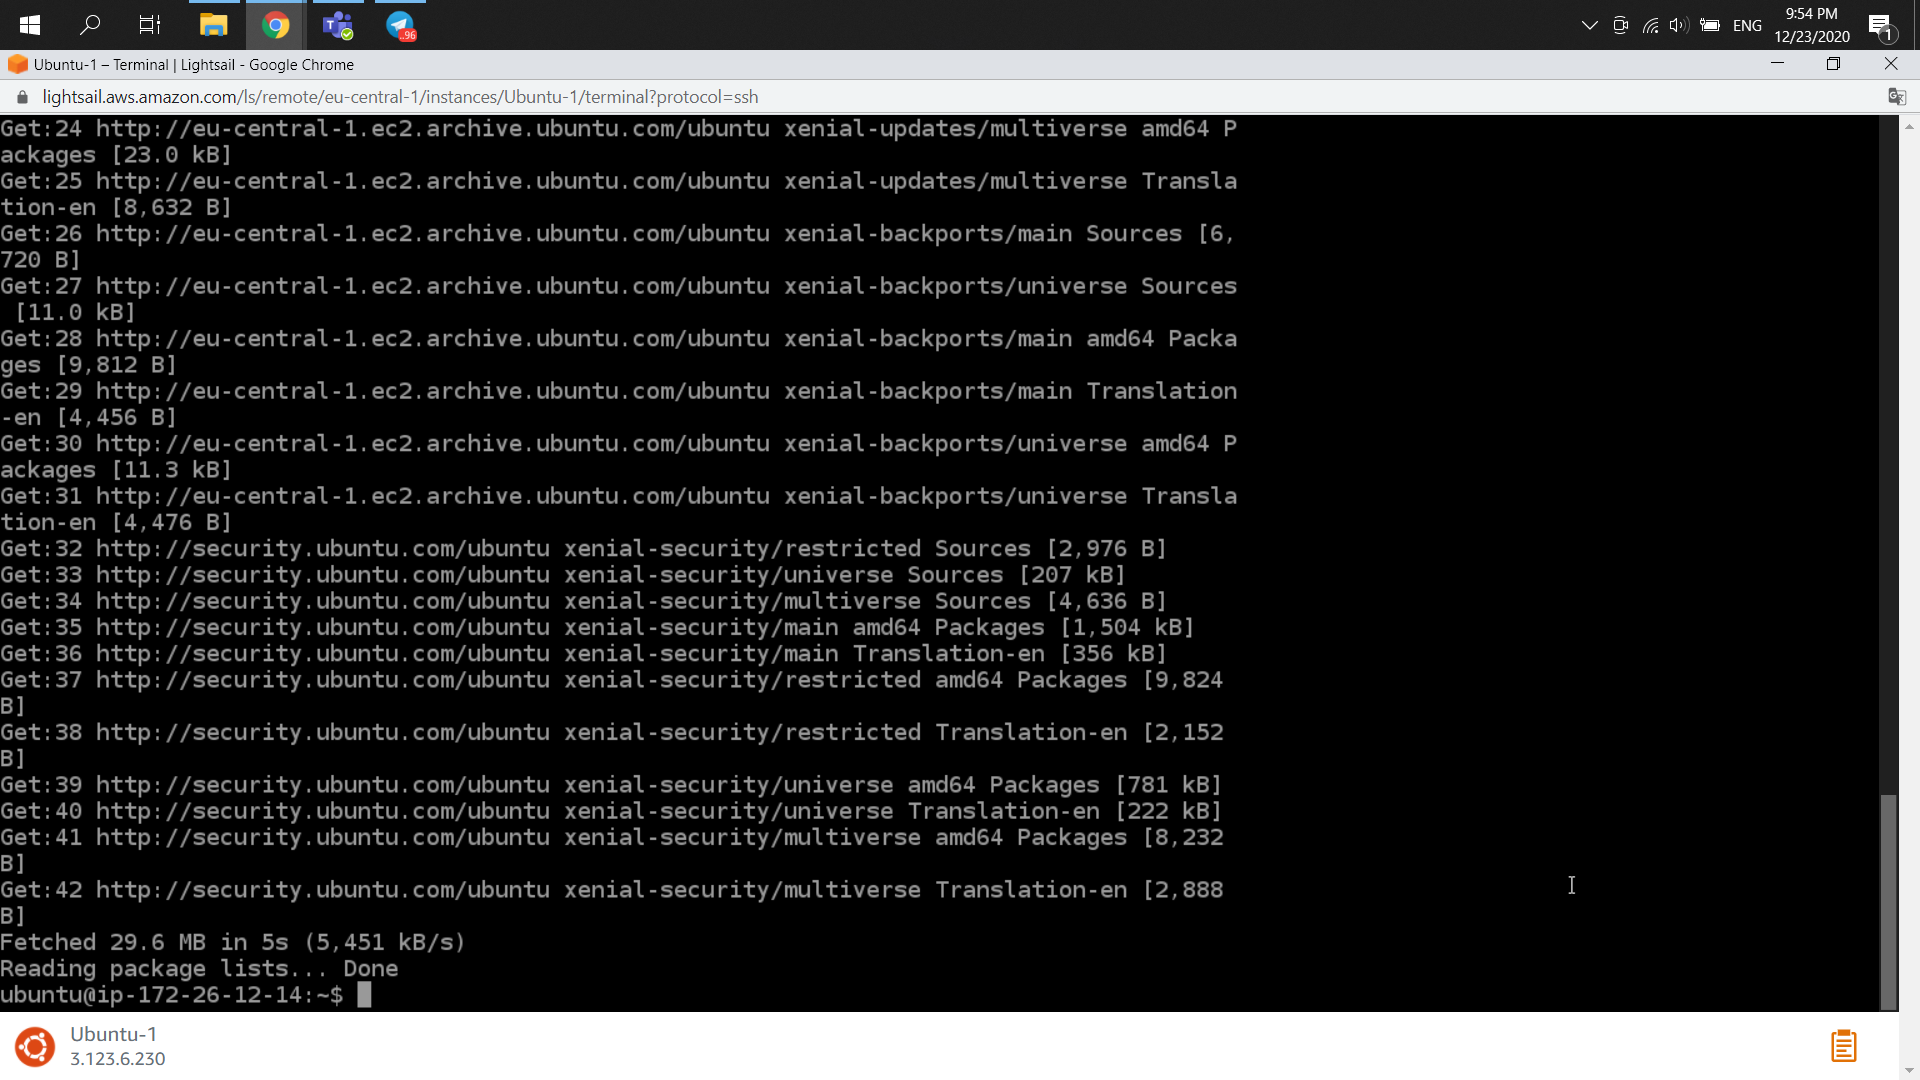 9:54 PM
ENG
12/23/2020
..96
1
Ubuntu-1 – Terminal | Lightsail - Google Chrome
lightsail.aws.amazon.com/ls/remote/eu-central-1/instances/Ubuntu-1/terminal?protocol=ssh
Get:24 http://eu-central-1.ec2.archive.ubuntu.com/ubuntu xenial-updates/multiverse amd64 P
ackages [23.0 kB]
Get:25 http://eu-central-1.ec2.archive.ubuntu.com/ubuntu xenial-updates/multiverse Transla
tion-en [8,632 B]
Get:26 http://eu-central-1.ec2.archive.ubuntu.com/ubuntu xenial-backports/main Sources [6,
720 B]
Get:27 http://eu-central-1.ec2.archive.ubuntu.com/ubuntu xenial-backports/universe Sources
[11.0 kB]
Get:28 http://eu-central-1.ec2.archive.ubuntu.com/ubuntu xenial-backports/main amd64 Packa
ges [9,812 B]
Get:29 http://eu-central-1.ec2.archive.ubuntu.com/ubuntu xenial-backports/main Translation
-en [4,456 B]
Get:30 http://eu-central-1.ec2.archive.ubuntu.com/ubuntu xenial-backports/universe amd64 P
ackages [11.3 kB]
Get:31 http://eu-central-1.ec2.archive.ubuntu.com/ubuntu xenial-backports/universe Transla
tion-en [4,476 B]
Get:32 http://security.ubuntu.com/ubuntu xenial-security/restricted Sources [2,976 B]
Get:33 http://security.ubuntu.com/ubuntu xenial-security/universe Sources [207 kB]
Get:34 http://security.ubuntu.com/ubuntu xenial-security/multiverse Sources [4,636 B]
Get:35 http://security.ubuntu.com/ubuntu xenial-security/main amd64 Packages [1,504 kB]
Get:36 http://security.ubuntu.com/ubuntu xenial-security/main Translation-en [356 kB]
Get:37 http://security.ubuntu.com/ubuntu xenial-security/restricted amd64 Packages [9,824
B]
Get:38 http://security.ubuntu.com/ubuntu xenial-security/restricted Translation-en [2,152
B]
Get:39 http://security.ubuntu.com/ubuntu xenial-security/universe amd64 Packages [781 kB]
Get:40 http://security.ubuntu.com/ubuntu xenial-security/universe Translation-en [222 kB]
Get:41 http://security.ubuntu.com/ubuntu xenial-security/multiverse amd64 Packages [8,232
B]
Get:42 http://security.ubuntu.com/ubuntu xenial-security/multiverse Translation-en [2,888
B]
Fetched 29.6 MB in 5s (5,451 kB/s)
Reading package lists... Done
ubuntu@ip-172-26-12-14:~$
Ubuntu-1
3.123.6.230